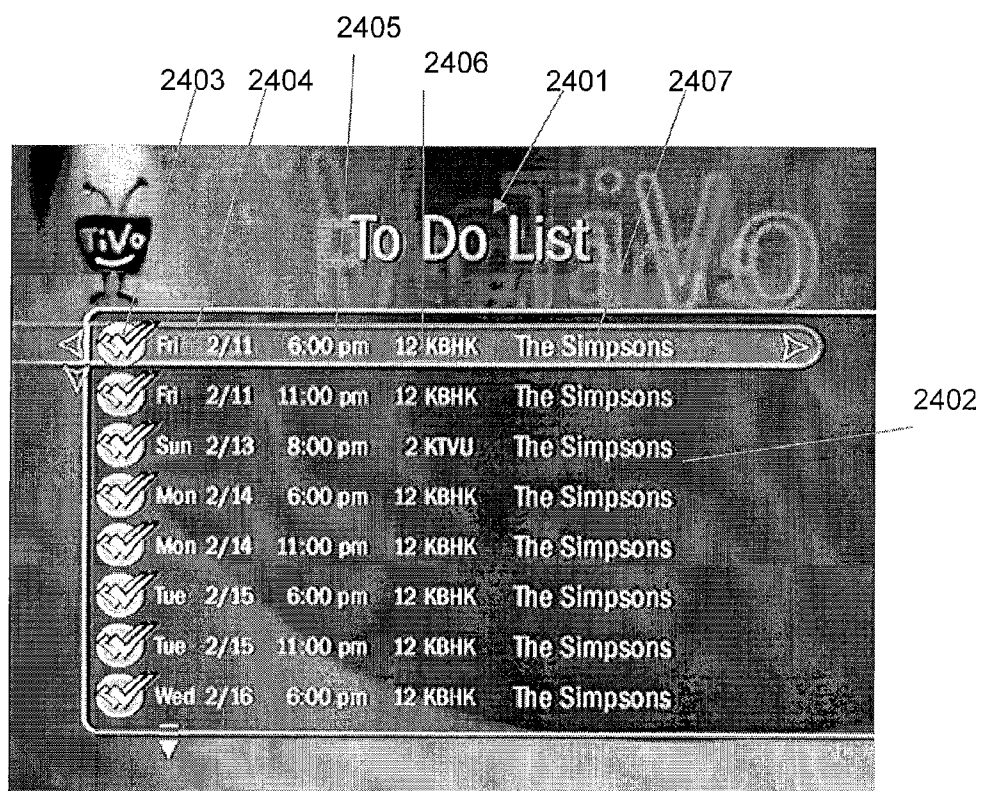 2405
2406
2403 2404 2401 2407
TiVo
TiVo
To Do List
Fri 2/11 6:00 pm 12 KBHK The Simpsons
Fri 2/11 11:00 pm 12 KBHK The Simpsons
2402
Sun 2/13 8:00 pm 2 KTVU The Simpsons
Mon 2/14 6:00 pm 12 KBHK The Simpsons
Mon 2/14 11:00 pm 12 KBHK The Simpsons
Tue 2/15 6:00 pm 12 KBHK The Simpsons
Tue 2/15 11:00 pm 12 KBHK The Simpsons
Wed 2/16 6:00 pm 12 KBHK The Simpsons